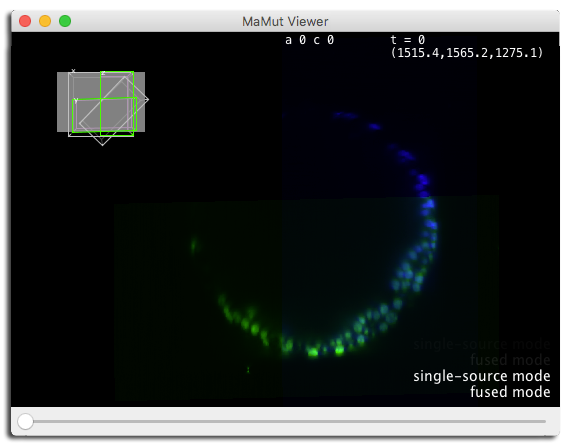 MaMut Viewer
a 0 c 0 t = 0
(1515.4,1565.2,1275.1)
x
z
Y
single-source mode
fused mode
single-source mode
fused mode